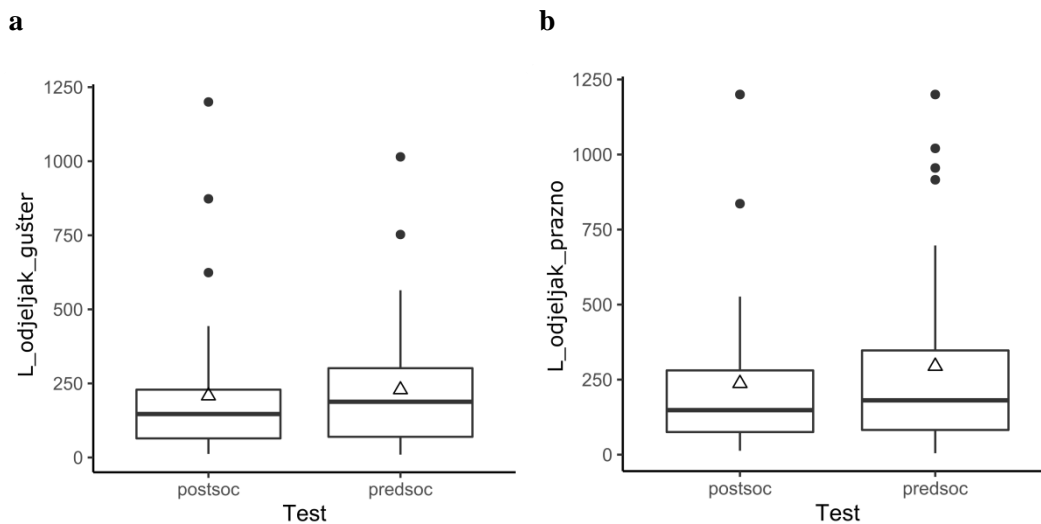 a
b
L_odjeljak_gušter
1250
1000
750
500
250
0
postsoc
predsoc
Test
L_odjeljak_prazno
1250
1000
750
500
250
0
postsoc
predsoc
Test